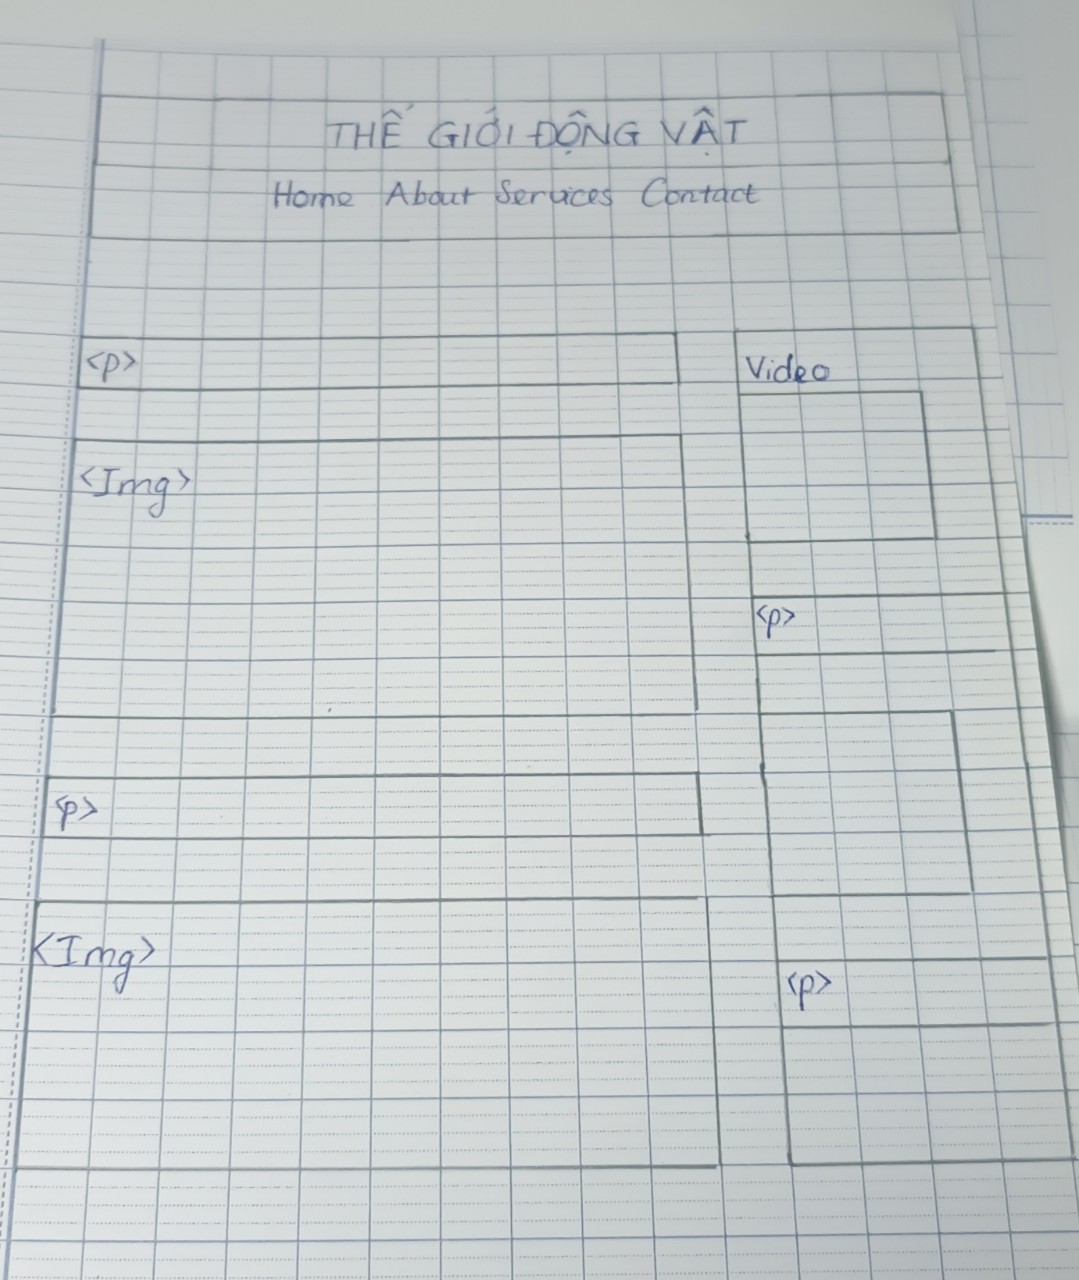 THẾ GIỚI ĐỘNG VẬT
Home About Services Contact
<p>
<Img>
<p>
<Img>
Video
<p>
<p>